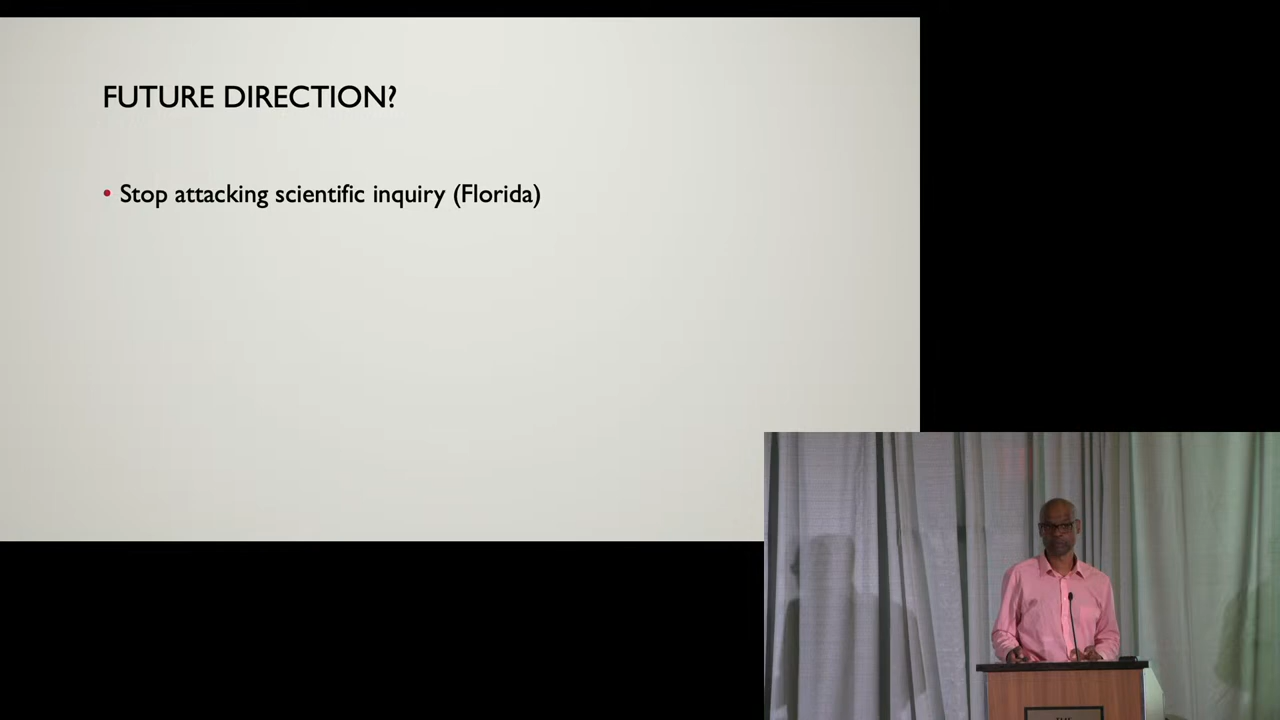 FUTURE DIRECTION?
• Stop attacking scientific inquiry (Florida)